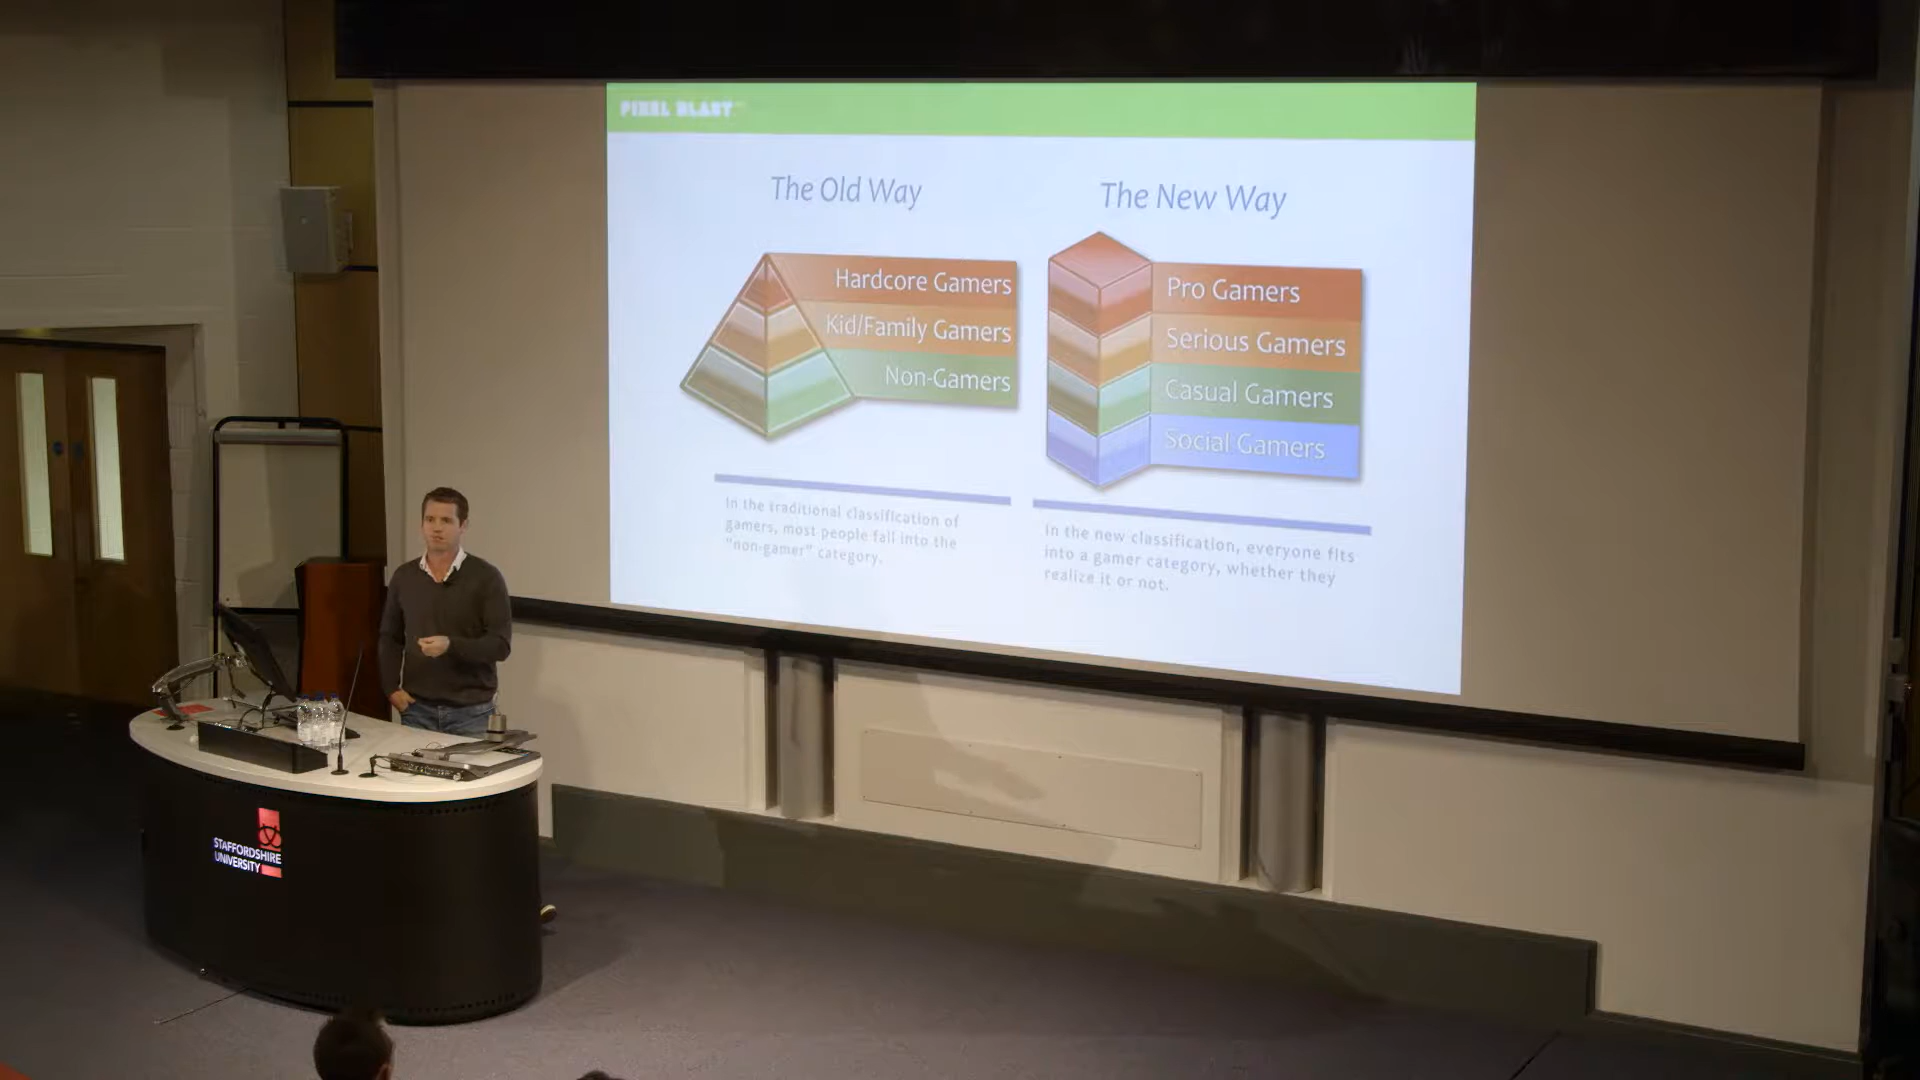 PIXEL BLAST
The Old Way
Hardcore Gamers
Kid/Family Gamers
Non-Gamers
In the traditional classification of
gamers, most people fall into the
"non-gamer" category.
The New Way
Pro Gamers
Serious Gamers
Casual Gamers
Social Gamers
In the new classification, everyone fits
into a gamer category, whether they
realize it or not.
STAFFORDSHIRE
UNIVERSITY